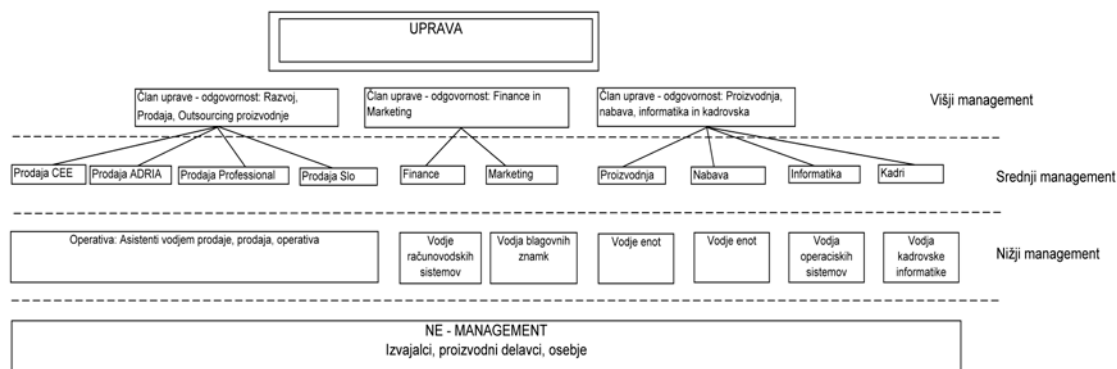 UPRAVA
Član uprave - odgovornost: Razvoj,
Prodaja, Outsourcing proizvodnje
Član uprave - odgovornost: Finance in
Marketing
Član uprave - odgovornost: Proizvodnja,
nabava, informatika in kadrovska
Višji management
Prodaja CEE
Prodaja ADRIA
Prodaja Professional
Prodaja Slo
Finance
Marketing
Proizvodnja
Nabava
Informatika
Kadri
Srednji management
Operativa: Asistenti vodjem prodaje, prodaja, operativa
Vodje
računovodskih
sistemov
Vodja blagovnih
znamk
Vodje enot
Vodje enot
Vodja
operaciskih
sistemov
Vodja
kadrovske
informatike
Nižji management
NE - MANAGEMENT
Izvajalci, proizvodni delavci, osebje